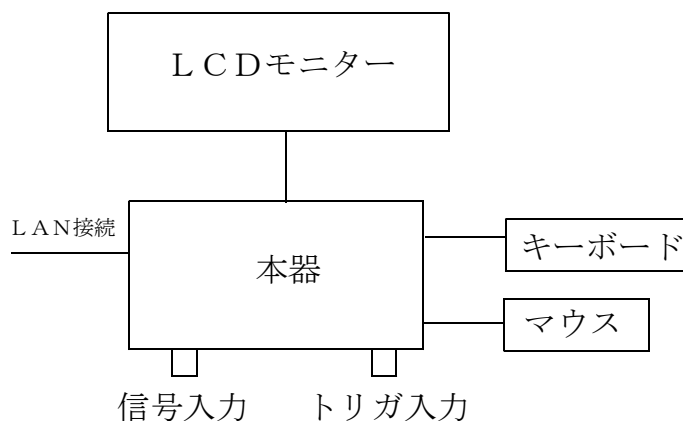 ＬＣＤモニター
ＬＡＮ接続
本器
キーボード
マウス
信号入力
トリガ入力